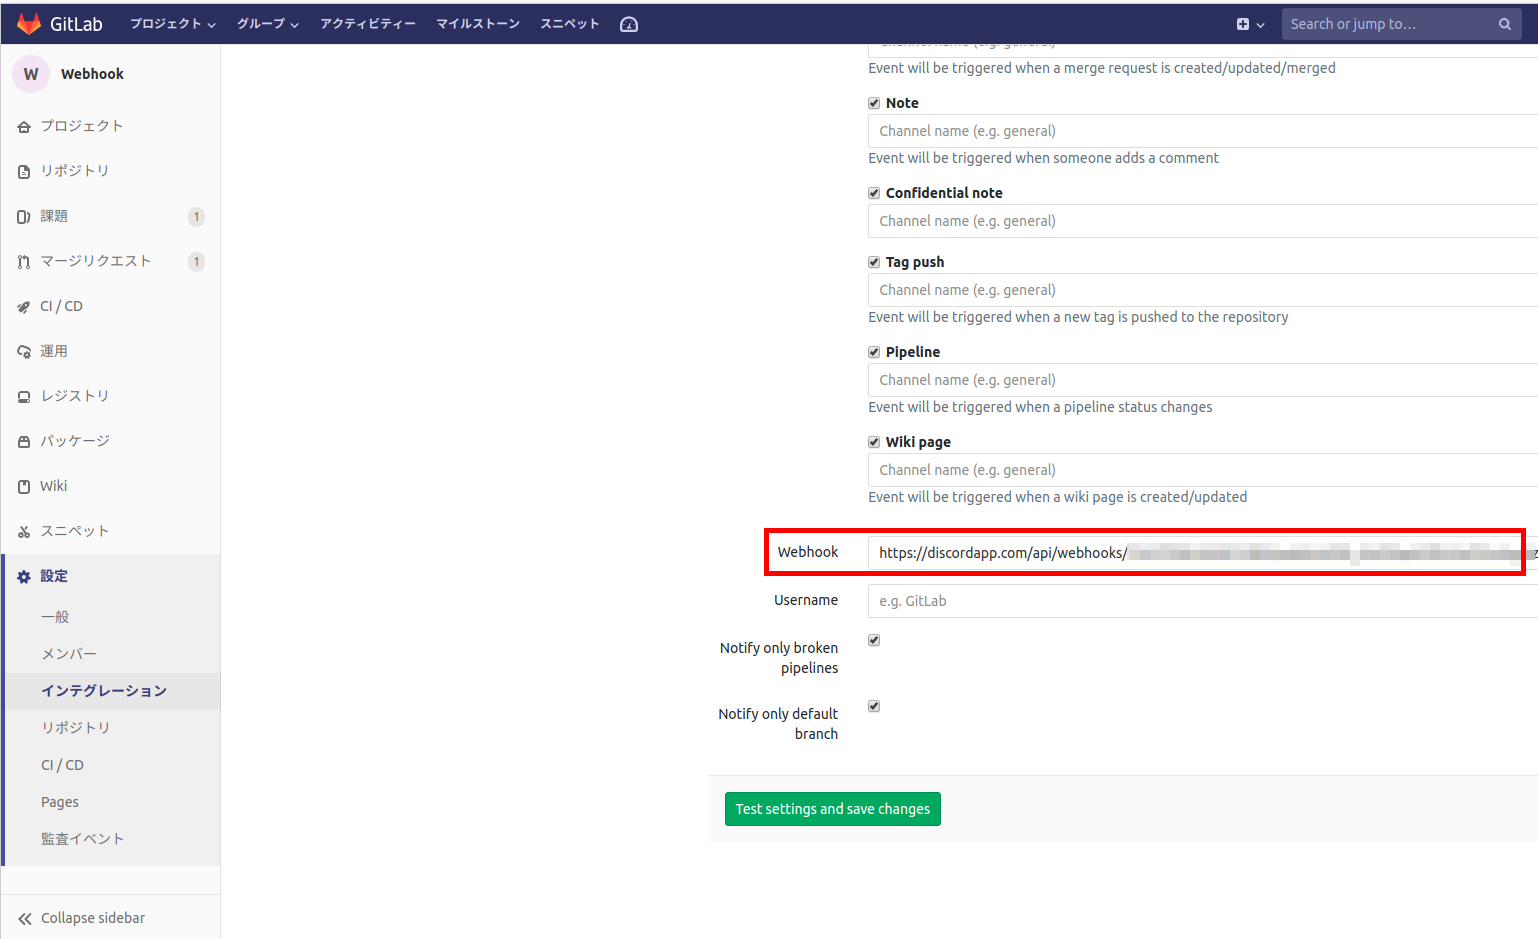 GitLab プロジェクト グループ アクティビティー マイルストーン スニペット Search or jump to…
W Webhook
プロジェクト
リポジトリ
課題 1
マージリクエスト 1
CI / CD
運用
レジストリ
パッケージ
Wiki
スニペット
設定
一般
メンバー
インテグレーション
リポジトリ
CI / CD
Pages
監査イベント
Collapse sidebar
Channel name (e.g. general)
Event will be triggered when a merge request is created/updated/merged
Note
Channel name (e.g. general)
Event will be triggered when someone adds a comment
Confidential note
Channel name (e.g. general)
Tag push
Channel name (e.g. general)
Event will be triggered when a new tag is pushed to the repository
Pipeline
Channel name (e.g. general)
Event will be triggered when a pipeline status changes
Wiki page
Channel name (e.g. general)
Event will be triggered when a wiki page is created/updated
Webhook https://discordapp.com/api/webhooks/
Username e.g. GitLab
Notify only broken
pipelines
Notify only default
branch
Test settings and save changes